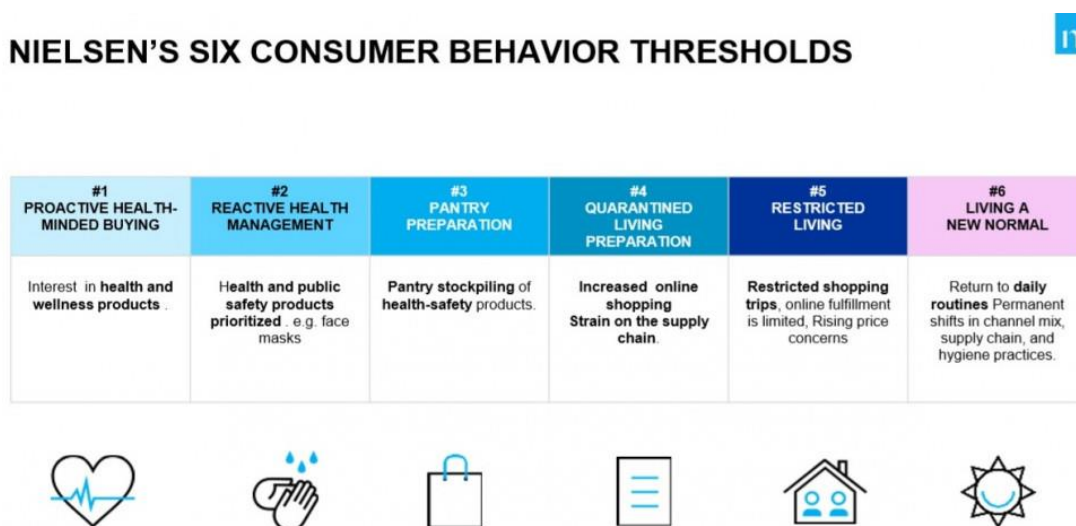 NIELSEN'S SIX CONSUMER BEHAVIOR THRESHOLDS
n
#1
PROACTIVE HEALTH-
MINDED BUYING
Interest in health and
wellness products .
#2
REACTIVE HEALTH
MANAGEMENT
Health and public
safety products
prioritized . e.g. face
masks
#3
PANTRY
PREPARATION
Pantry stockpiling of
health-safety products.
#4
QUARANTINED
LIVING
PREPARATION
Increased online
shopping
Strain on the supply
chain.
#5
RESTRICTED
LIVING
Restricted shopping
trips, online fulfillment
is limited, Rising price
concerns
#6
LIVING A
NEW NORMAL
Return to daily
routines Permanent
shifts in channel mix,
supply chain, and
hygiene practices.